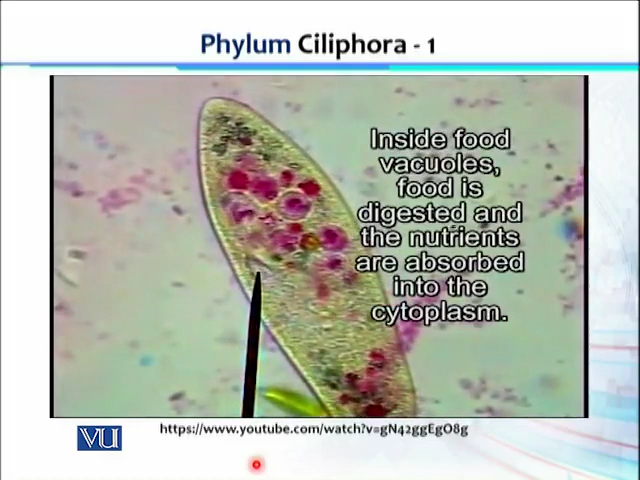 Phylum Ciliphora - 1
Inside food
vacuoles,
food is
digested and
the nutrients
are absorbed
into the
cytoplasm.
https://www.youtube.com/watch?v=gN42ggEgO8g
VU